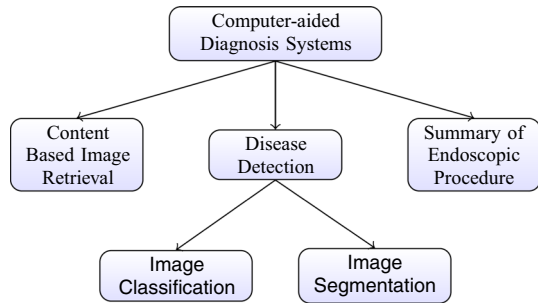 Computer-aided
Diagnosis Systems
Content
Based Image
Retrieval
Disease
Detection
Summary of
Endoscopic
Procedure
Image
Classification
Image
Segmentation